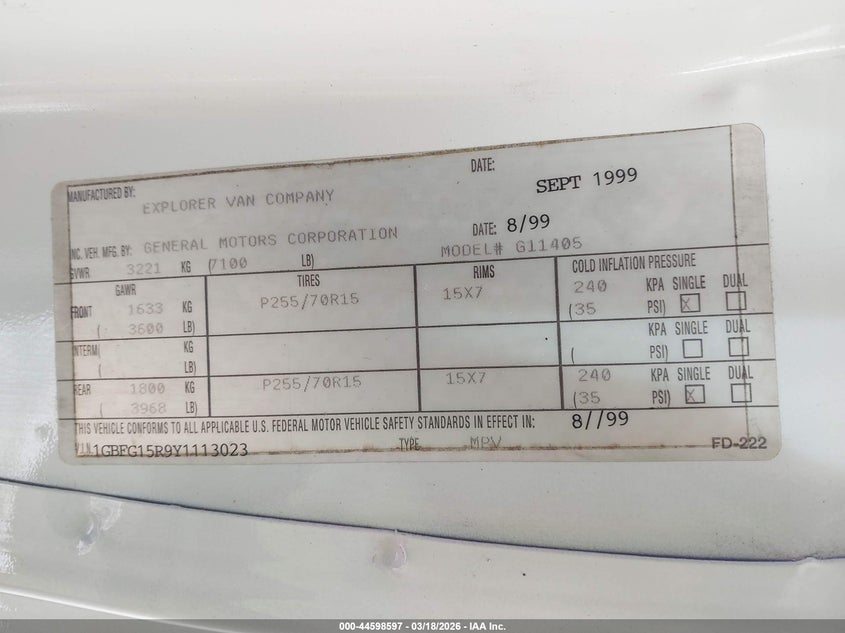 MANUFACTURED BY: EXPLORER VAN COMPANY DATE: SEPT 1999
INC. VEH. MFG. BY: GENERAL MOTORS CORPORATION DATE: 8/99
MODEL# G11405
GVWR 3221 KG (7100 LB)
GAWR TIRES RIMS COLD INFLATION PRESSURE
FRONT 1633 KG P255/70R15 15X7 240 KPA SINGLE DUAL
( 3600 LB) (35 PSI) X
INTERM( KG KPA SINGLE DUAL
( LB) ( PSI)
REAR 1800 KG P255/70R15 15X7 240 KPA SINGLE DUAL
( 3968 LB) (35 PSI) X
THIS VEHICLE CONFORMS TO ALL APPLICABLE U.S. FEDERAL MOTOR VEHICLE SAFETY STANDARDS IN EFFECT IN: 8//99
V.I.N. 1GBFG15R9Y1113023 TYPE MPV FD-222
000-44598597 - 03/18/2026 - IAA Inc.